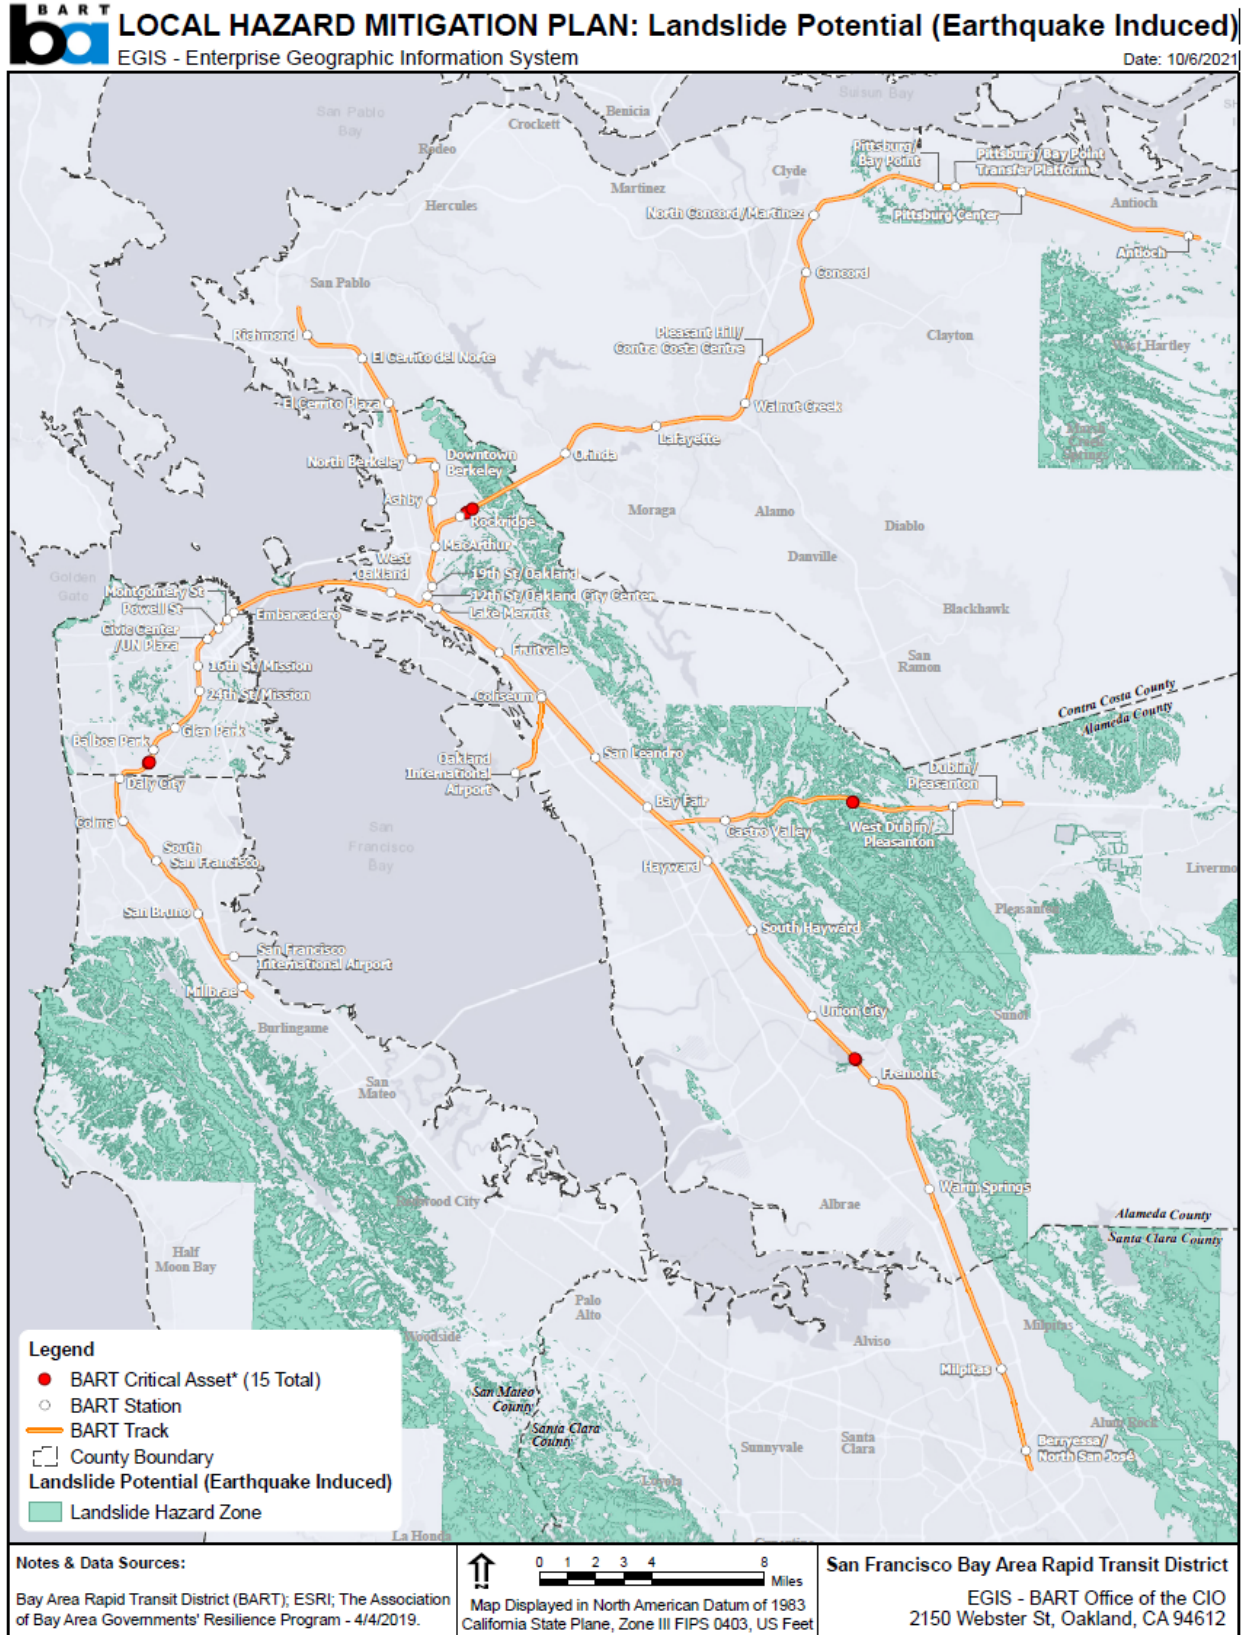 BART
ba
LOCAL HAZARD MITIGATION PLAN: Landslide Potential (Earthquake Induced)
EGIS - Enterprise Geographic Information System
Date: 10/6/2021
Suisun Bay
San Pablo
Bay
Benicia
Crockett
Rodeo
Pittsburg/
Bay Point
Pittsburg/Bay Point
Transfer Platform
Clyde
Martinez
Hercules
North Concord/Martinez
Pittsburg Center
Antioch
Antioch
Concord
San Pablo
Richmond
Pleasant Hill/
Contra Costa Centre
Clayton
West Hartley
El Cerrito del Norte
El Cerrito Plaza
Walnut Creek
Lafayette
Orinda
North Berkeley
Downtown
Berkeley
Ashby
Rockridge
Moraga
Alamo
Diablo
MacArthur
Danville
West
Oakland
19th St/Oakland
12th St/Oakland City Center
Lake Merritt
Golden
Gate
Montgomery St
Powell St
Embarcadero
Civic Center
/UN Plaza
Blackhawk
San
Ramon
Fruitvale
16th St/Mission
24th St/Mission
Coliseum
Contra Costa County
Alameda County
Glen Park
Balboa Park
San Leandro
Oakland
International
Airport
Dublin/
Pleasanton
Daly City
Bay Fair
Castro Valley
West Dublin/
Pleasanton
Colma
San
Francisco
Bay
South
San Francisco
Hayward
Livermo
San Bruno
Pleasanton
South Hayward
San Francisco
International Airport
Millbrae
Union City
Sunol
Burlingame
Fremont
San
Mateo
Warm Springs
Redwood City
Albrae
Alameda County
Santa Clara County
Half
Moon Bay
Palo
Alto
Milpitas
Woodside
Alviso
Milpitas
San Mateo
County
Santa Clara
County
Alum Rock
Sunnyvale
Santa
Clara
Berryessa/
North San José
Loyola
La Honda
Legend
BART Critical Asset* (15 Total)
BART Station
BART Track
County Boundary
Landslide Potential (Earthquake Induced)
Landslide Hazard Zone
Notes & Data Sources:
Bay Area Rapid Transit District (BART); ESRI; The Association
of Bay Area Governments' Resilience Program - 4/4/2019.
N
0 1 2 3 4 8
Miles
Map Displayed in North American Datum of 1983
California State Plane, Zone III FIPS 0403, US Feet
San Francisco Bay Area Rapid Transit District
EGIS - BART Office of the CIO
2150 Webster St, Oakland, CA 94612